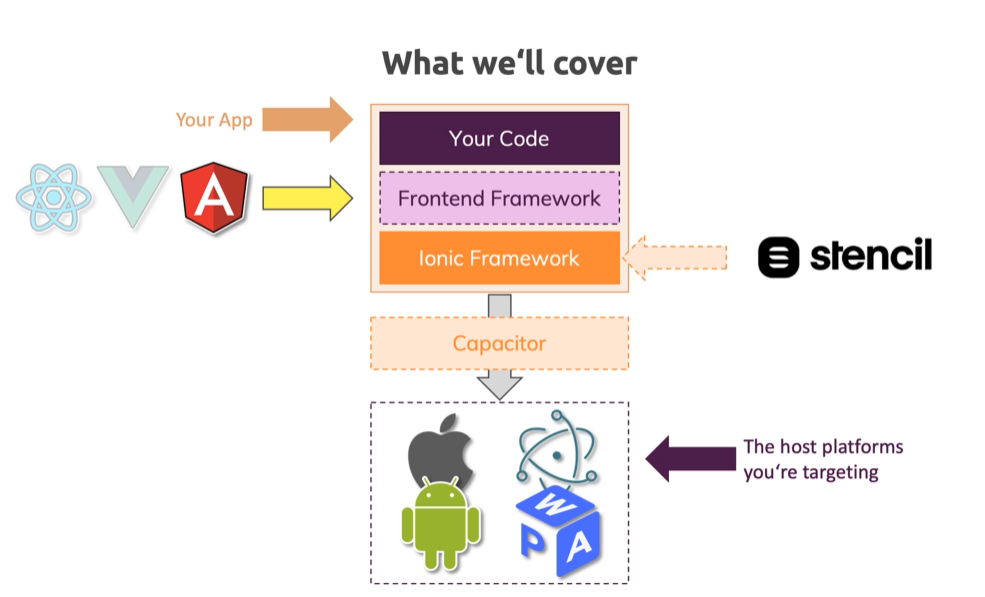 What we‘ll cover
Your App
Your Code
A
Frontend Framework
Ionic Framework
stencil
Capacitor
The host platforms
you‘re targeting
W
P A